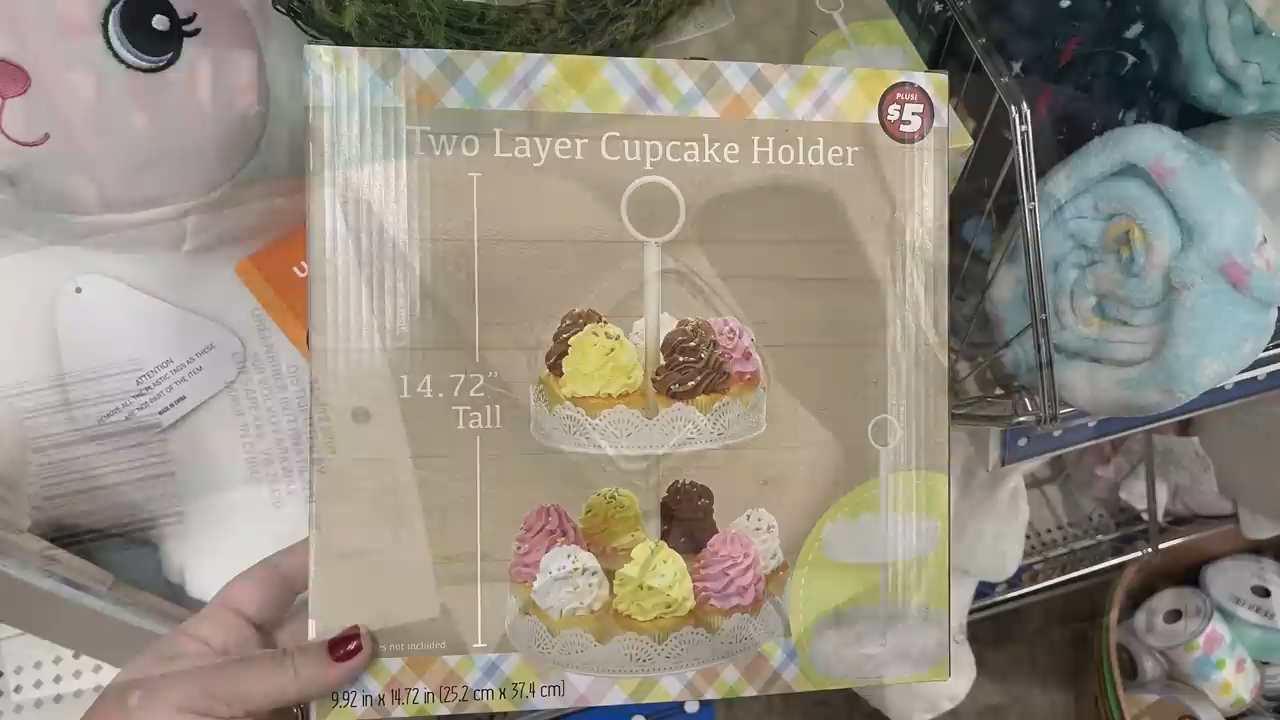 PLUS!
$5
Two Layer Cupcake Holder
14.72"
Tall
not included
9.92 in x 14.72 in (25.2 cm x 37.4 cm)
ATTENTION
REMOVE ALL THE PLASTIC TAGS AS THESE
ARE NOT PART OF THE ITEM
MADE IN CHINA